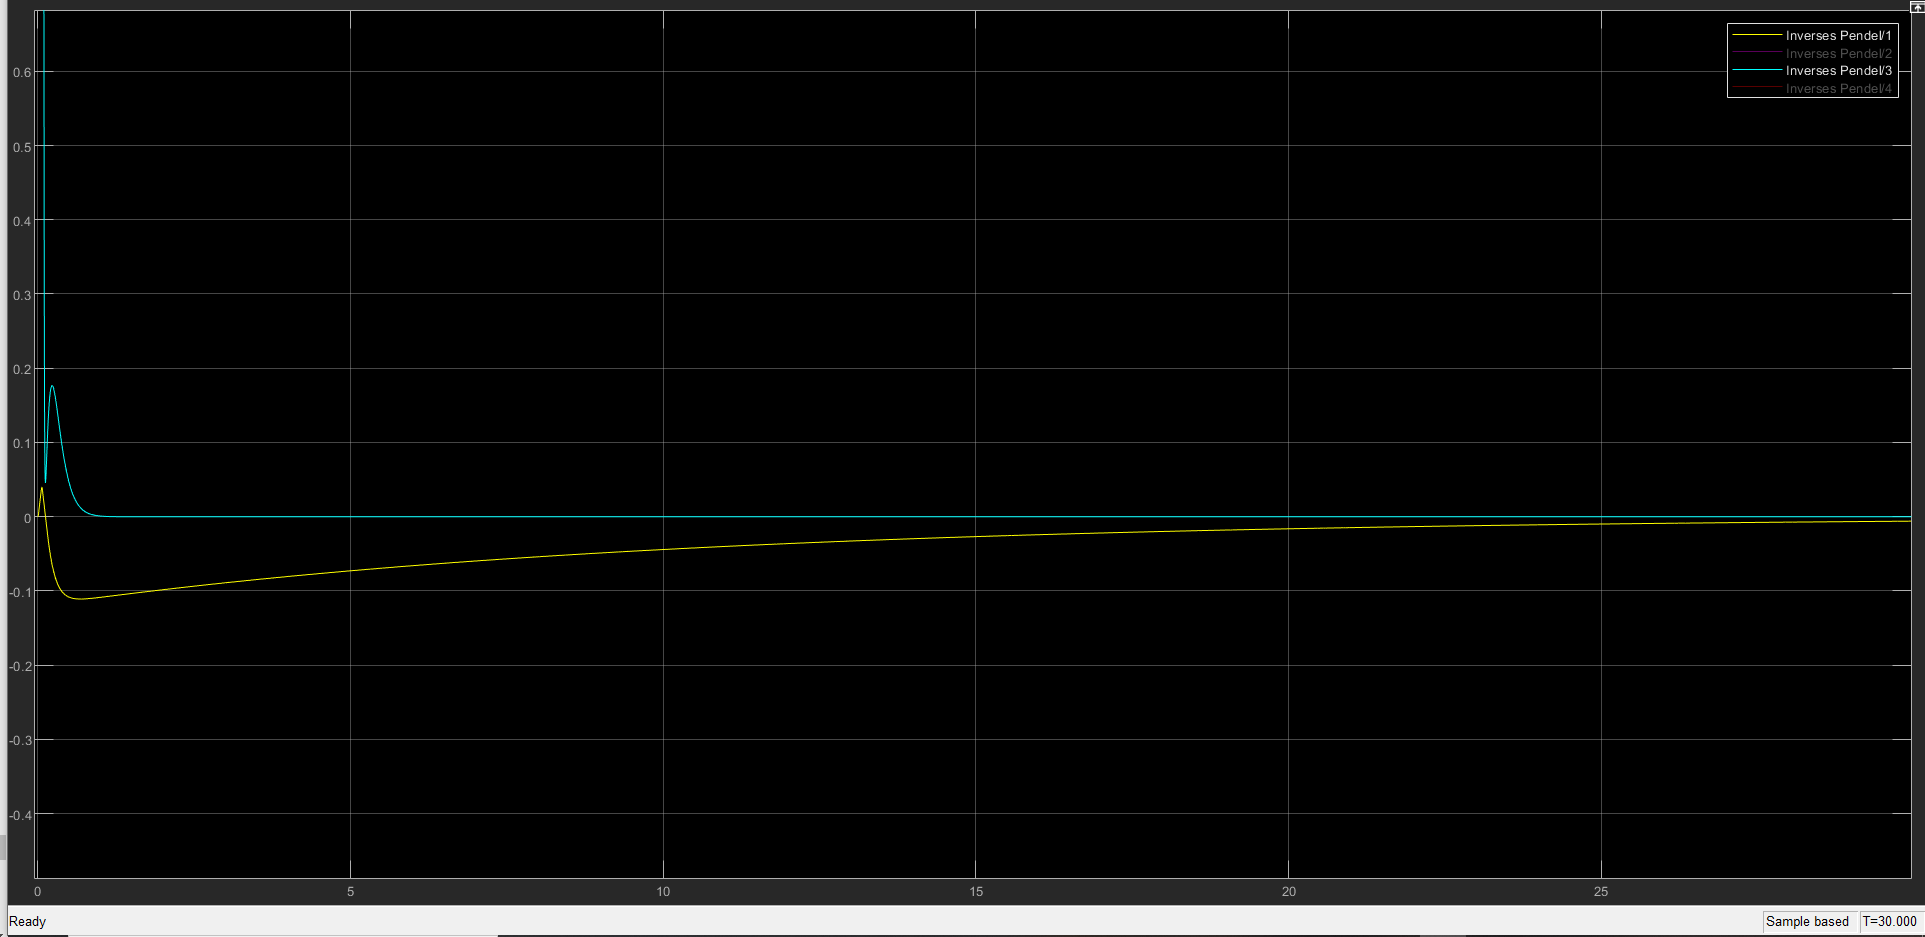 Inverses Pendel/1
Inverses Pendel/2
Inverses Pendel/3
Inverses Pendel/4
0.6
0.5
0.4
0.3
0.2
0.1
0
-0.1
-0.2
-0.3
-0.4
0 5 10 15 20 25
Ready Sample based T=30.000